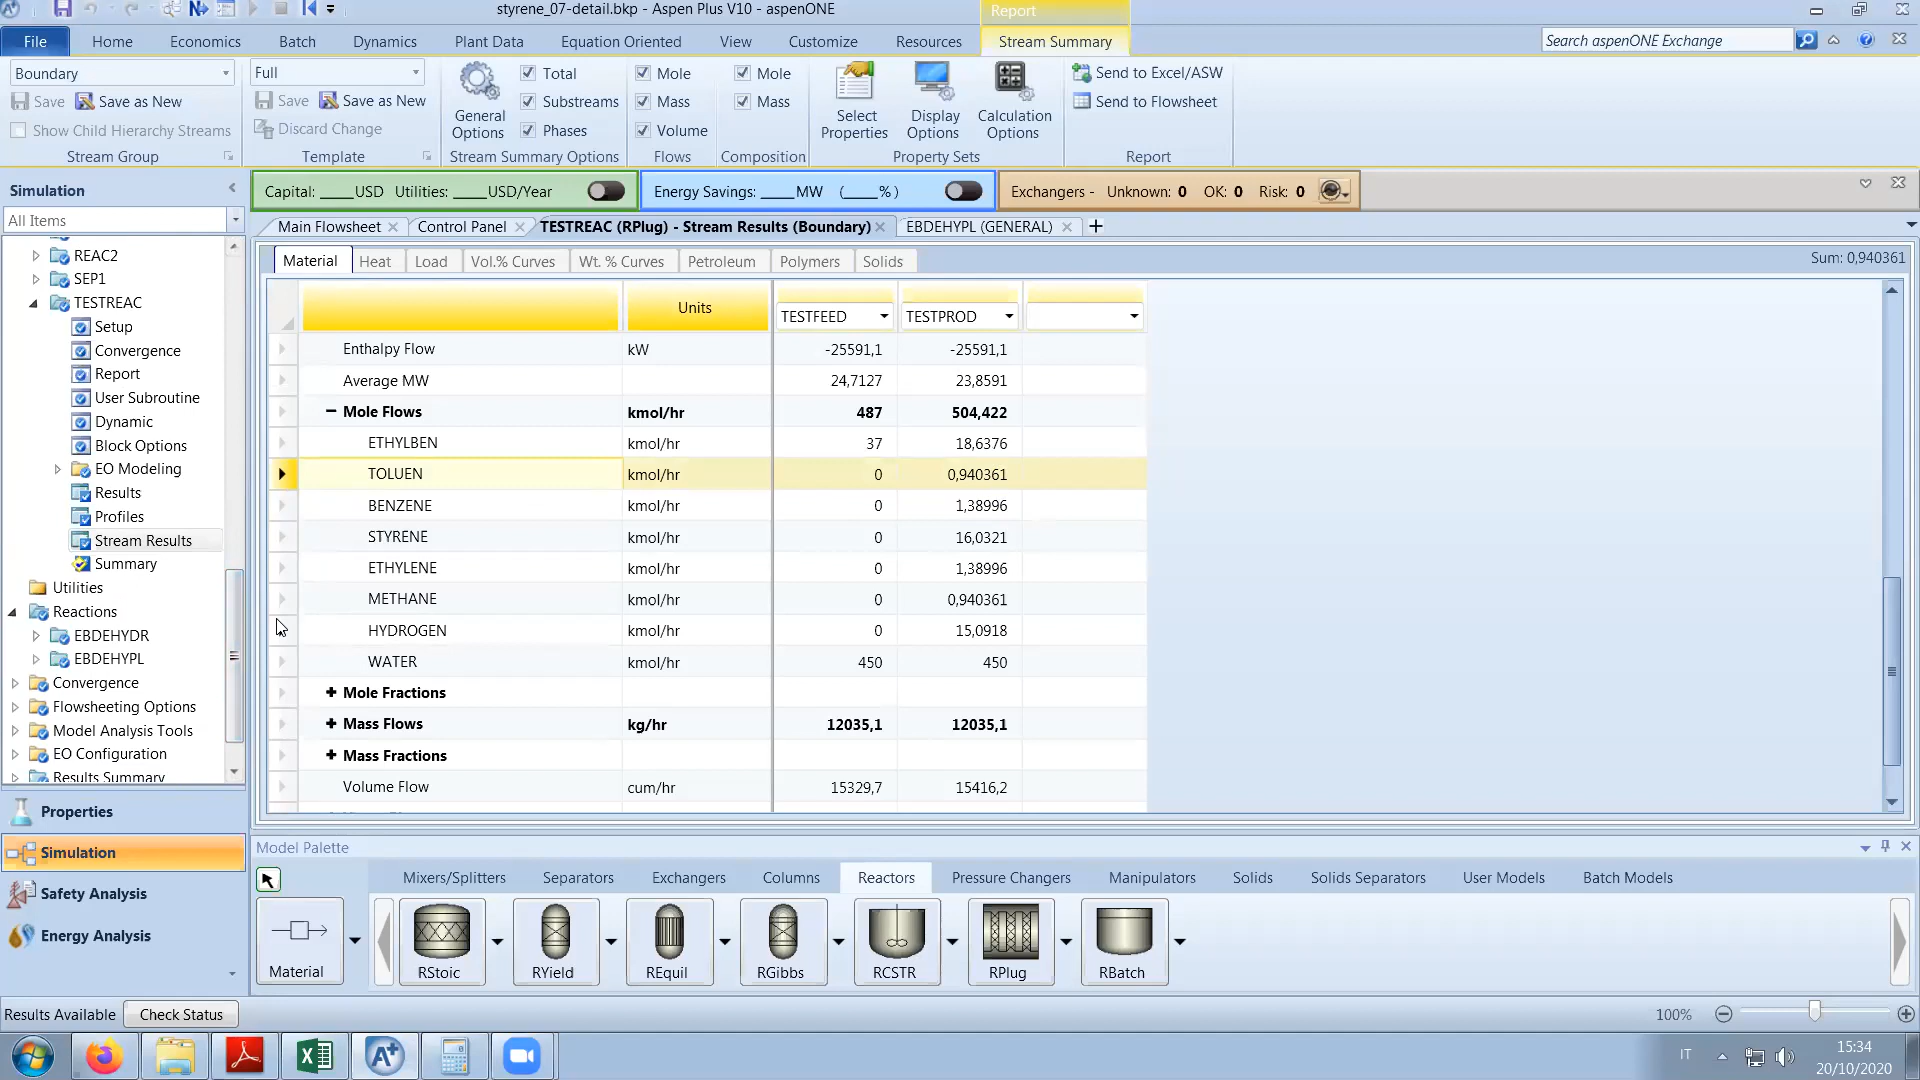 styrene_07-detail.bkp - Aspen Plus V10 - aspenONE
Report
File Home Economics Batch Dynamics Plant Data Equation Oriented View Customize Resources Stream Summary Search aspenONE Exchange
Boundary Full Total Mole Mole Send to Excel/ASW
Save Save as New Save Save as New General Options Substreams Mass Mass Select Properties Display Options Calculation Options Send to Flowsheet
Show Child Hierarchy Streams Discard Change Phases Volume
Stream Group Template Stream Summary Options Flows Composition Property Sets Report
Simulation Capital: ____USD Utilities: ____USD/Year Energy Savings: ____MW (____%) Exchangers - Unknown: 0 OK: 0 Risk: 0
All Items
Main Flowsheet Control Panel TESTREAC (RPlug) - Stream Results (Boundary) EBDEHYPL (GENERAL)
Material Heat Load Vol.% Curves Wt. % Curves Petroleum Polymers Solids Sum: 0,940361
REAC2
SEP1
TESTREAC
Setup
Convergence
Report
User Subroutine
Dynamic
Block Options
EO Modeling
Results
Profiles
Stream Results
Summary
Utilities
Reactions
EBDEHYDR
EBDEHYPL
Convergence
Flowsheeting Options
Model Analysis Tools
EO Configuration
Results Summary
Properties
Simulation
Safety Analysis
Energy Analysis
Units TESTFEED TESTPROD
Enthalpy Flow kW -25591,1 -25591,1
Average MW 24,7127 23,8591
Mole Flows kmol/hr 487 504,422
ETHYLBEN kmol/hr 37 18,6376
TOLUEN kmol/hr 0 0,940361
BENZENE kmol/hr 0 1,38996
STYRENE kmol/hr 0 16,0321
ETHYLENE kmol/hr 0 1,38996
METHANE kmol/hr 0 0,940361
HYDROGEN kmol/hr 0 15,0918
WATER kmol/hr 450 450
Mole Fractions
Mass Flows kg/hr 12035,1 12035,1
Mass Fractions
Volume Flow cum/hr 15329,7 15416,2
Model Palette
Mixers/Splitters Separators Exchangers Columns Reactors Pressure Changers Manipulators Solids Solids Separators User Models Batch Models
Material RStoic RYield REquil RGibbs RCSTR RPlug RBatch
Results Available Check Status 100%
IT 15:34
20/10/2020